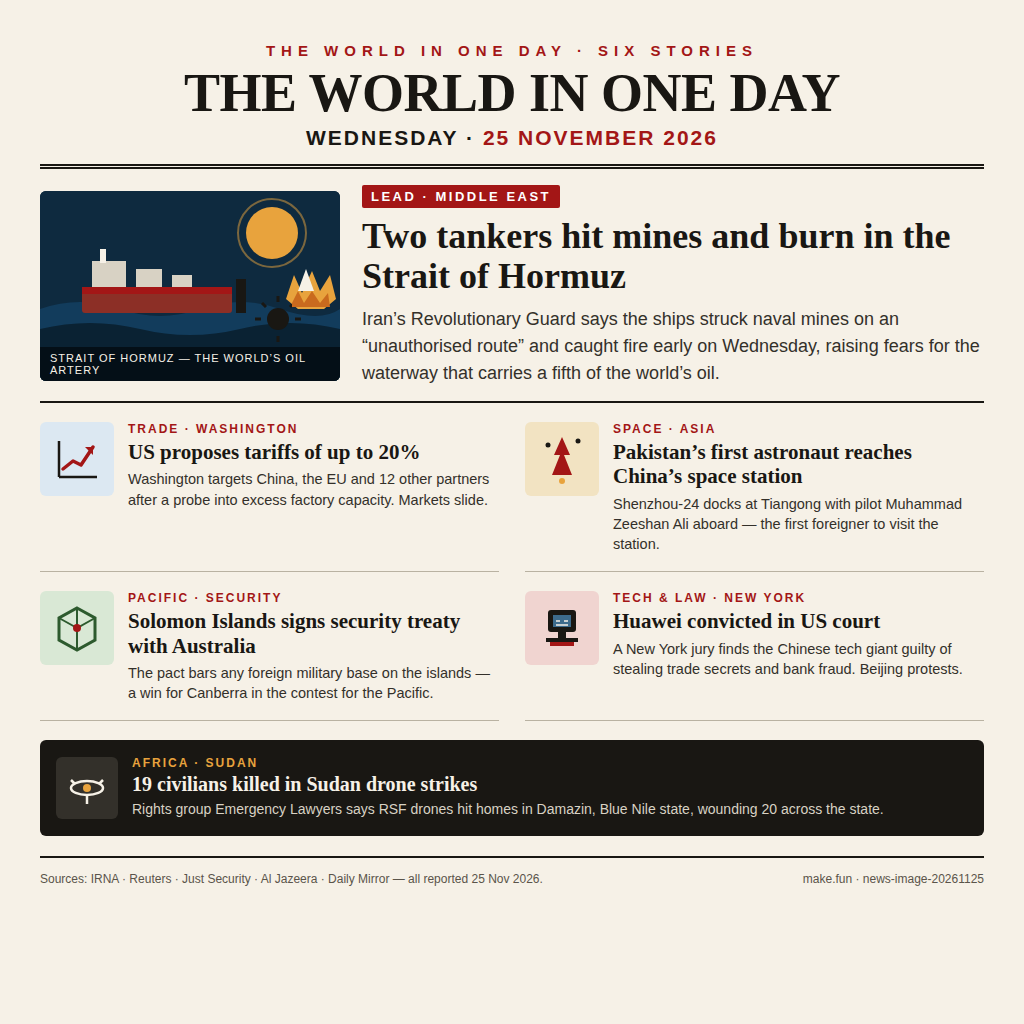 THE WORLD IN ONE DAY · SIX STORIES
THE WORLD IN ONE DAY
WEDNESDAY · 25 NOVEMBER 2026
LEAD · MIDDLE EAST
Two tankers hit mines and burn in the
Strait of Hormuz
Iran’s Revolutionary Guard says the ships struck naval mines on an
“unauthorised route” and caught fire early on Wednesday, raising fears for the
waterway that carries a fifth of the world’s oil.
STRAIT OF HORMUZ — THE WORLD’S OIL
ARTERY
TRADE · WASHINGTON
US proposes tariffs of up to 20%
Washington targets China, the EU and 12 other partners
after a probe into excess factory capacity. Markets slide.
SPACE · ASIA
Pakistan’s first astronaut reaches
China’s space station
Shenzhou-24 docks at Tiangong with pilot Muhammad
Zeeshan Ali aboard — the first foreigner to visit the
station.
PACIFIC · SECURITY
Solomon Islands signs security treaty
with Australia
The pact bars any foreign military base on the islands —
a win for Canberra in the contest for the Pacific.
TECH & LAW · NEW YORK
Huawei convicted in US court
A New York jury finds the Chinese tech giant guilty of
stealing trade secrets and bank fraud. Beijing protests.
AFRICA · SUDAN
19 civilians killed in Sudan drone strikes
Rights group Emergency Lawyers says RSF drones hit homes in Damazin, Blue Nile state, wounding 20 across the state.
Sources: IRNA · Reuters · Just Security · Al Jazeera · Daily Mirror — all reported 25 Nov 2026.
make.fun · news-image-20261125